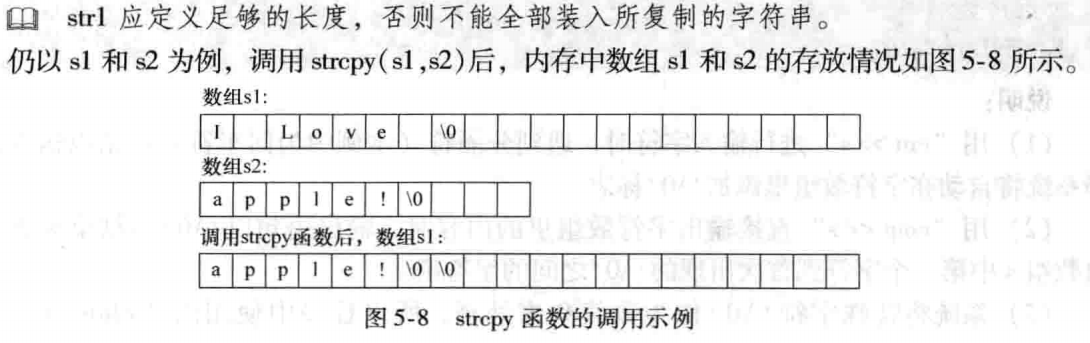 str1 应定义足够的长度，否则不能全部装入所复制的字符串。
仍以 s1 和 s2 为例，调用 strcpy(s1,s2)后，内存中数组 s1 和 s2 的存放情况如图 5-8 所示。
数组s1:
I L o v e \0
数组s2:
a p p l e ! \0
调用strcpy函数后，数组s1:
a p p l e ! \0 \0
图 5-8 strcpy 函数的调用示例